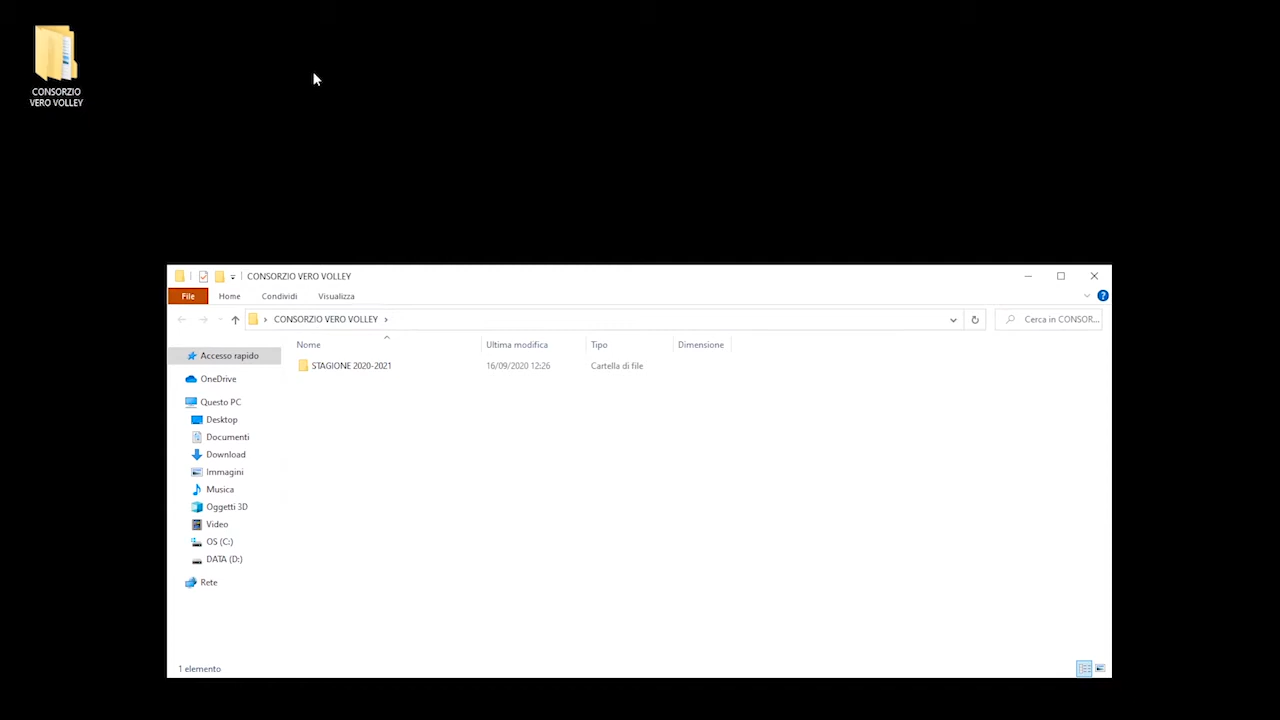 CONSORZIO
VERO VOLLEY
CONSORZIO VERO VOLLEY
File Home Condividi Visualizza
CONSORZIO VERO VOLLEY
Cerca in CONSOR...
Nome Ultima modifica Tipo Dimensione
STAGIONE 2020-2021 16/09/2020 12:26 Cartella di file
Accesso rapido
OneDrive
Questo PC
Desktop
Documenti
Download
Immagini
Musica
Oggetti 3D
Video
OS (C:)
DATA (D:)
Rete
1 elemento